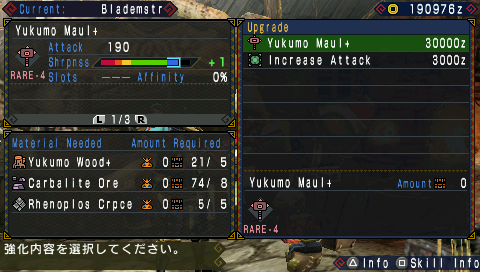 Current: Blademstr
190976z
Yukumo Maul+
Attack 190
Shrpnss +1
RARE-4
Slots --- Affinity 0%
L 1/3 R
Upgrade
Yukumo Maul+ 30000z
Increase Attack 3000z
Material Needed Amount Required
Yukumo Wood+ 0 21/ 5
Carbalite Ore 0 74/ 8
Rhenoplos Crpce 0 5/ 5
Yukumo Maul+ Amount 0
RARE-4
強化内容を選択してください。
Info Skill Info